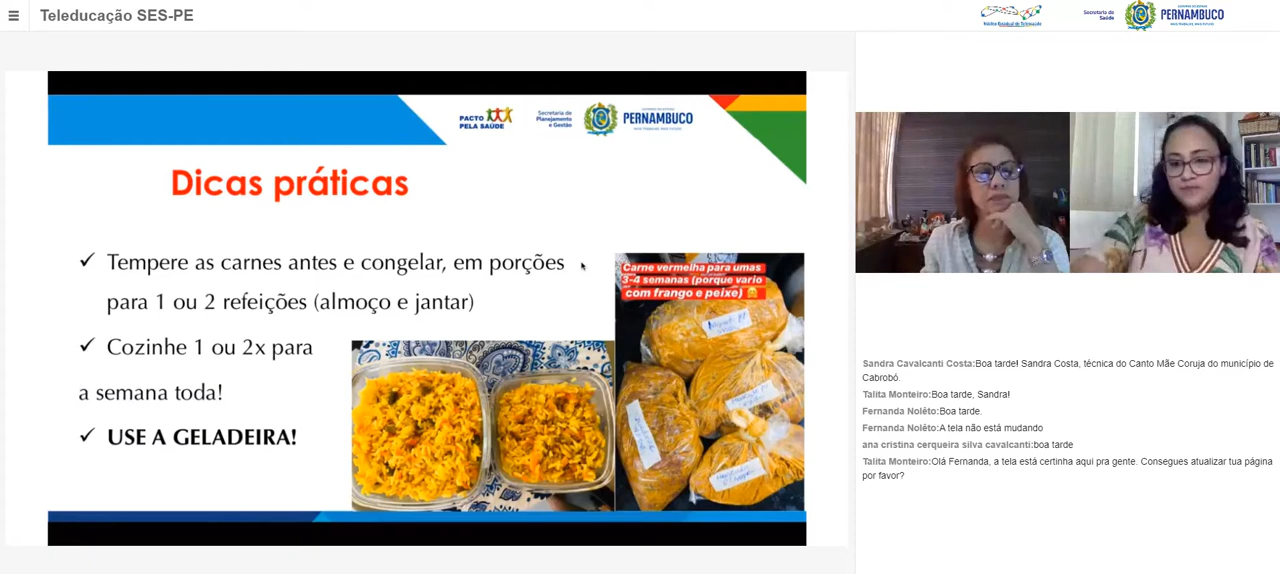 Teleducação SES-PE
Secretaria de
Saúde
PERNAMBUCO
PACTO
PELA SAÚDE
Secretaria de
Planejamento
e Gestão
PERNAMBUCO
Dicas práticas
✓ Tempere as carnes antes e congelar, em porções
para 1 ou 2 refeições (almoço e jantar)
✓ Cozinhe 1 ou 2x para
a semana toda!
✓ USE A GELADEIRA!
Carne vermelha para umas
3-4 semanas (porque vario
com frango e peixe)
Sandra Cavalcanti Costa:Boa tarde! Sandra Costa, técnica do Canto Mãe Coruja do município de
Cabrobó.
Talita Monteiro:Boa tarde, Sandra!
Fernanda Nolêto:Boa tarde.
Fernanda Nolêto:A tela não está mudando
ana cristina cerqueira silva cavalcanti:boa tarde
Talita Monteiro:Olá Fernanda, a tela está certinha aqui pra gente. Consegues atualizar tua página
por favor?